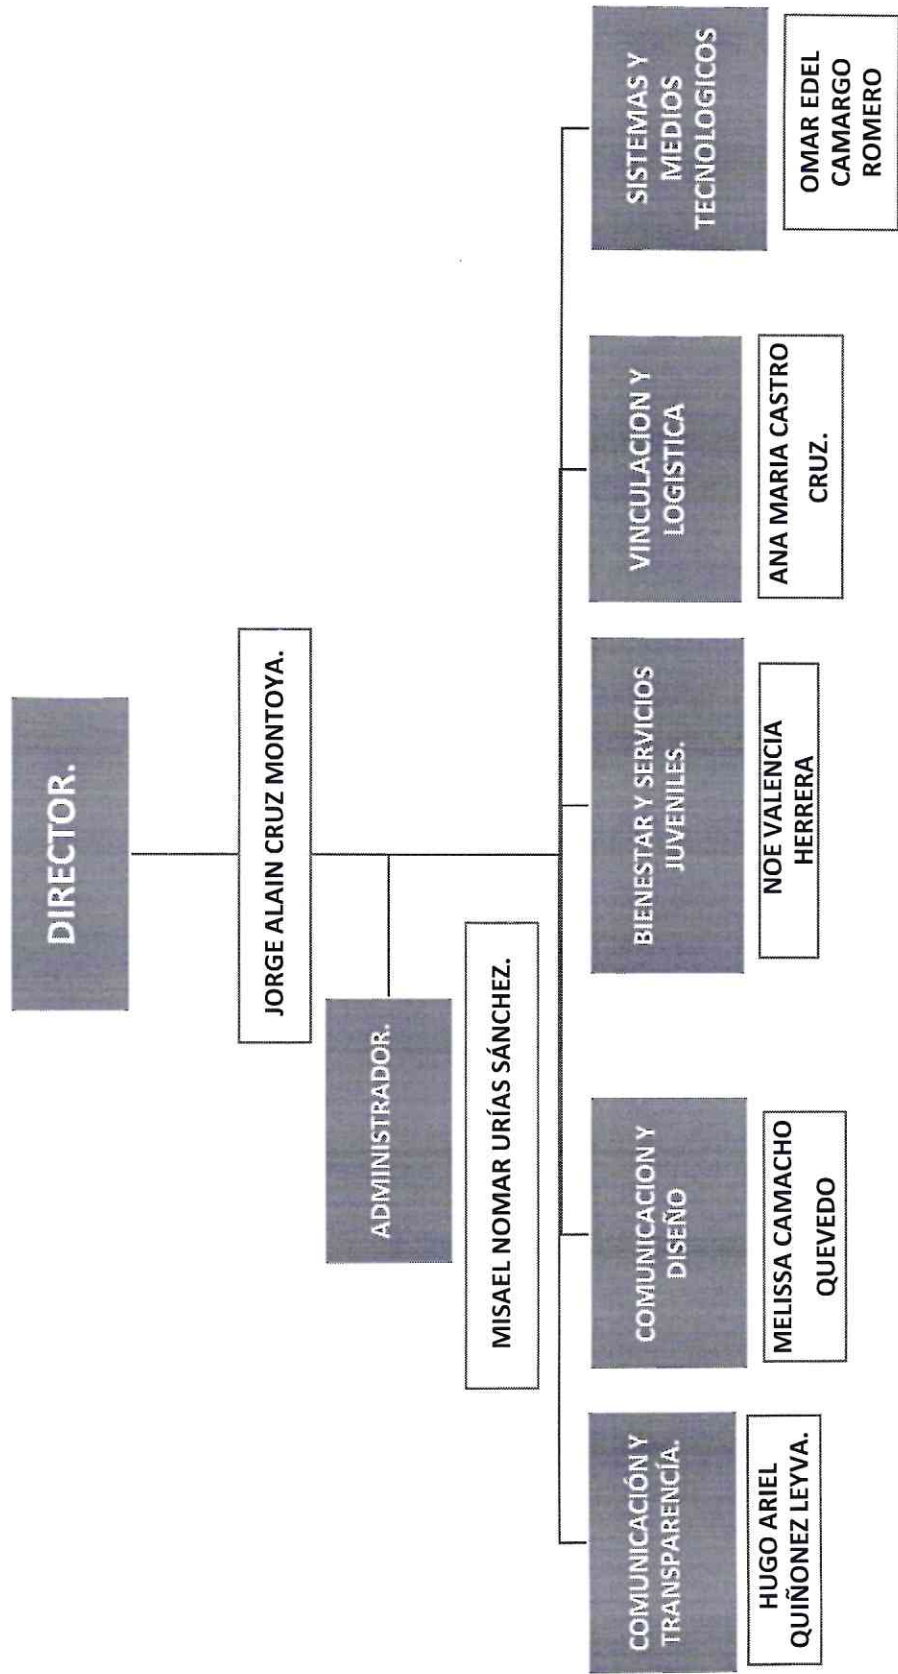 DIRECTOR.
JORGE ALAIN CRUZ MONTOYA.
ADMINISTRADOR.
MISAEL NOMAR URÍAS SÁNCHEZ.
COMUNICACIÓN Y
TRANSPARENCÍA.
HUGO ARIEL
QUIÑONEZ LEYVA.
COMUNICACION Y
DISEÑO
MELISSA CAMACHO
QUEVEDO
BIENESTAR Y SERVICIOS
JUVENILES.
NOE VALENCIA
HERRERA
VINCULACION Y
LOGISTICA
ANA MARIA CASTRO
CRUZ.
SISTEMAS Y
MEDIOS
TECNOLOGICOS
OMAR EDEL
CAMARGO
ROMERO